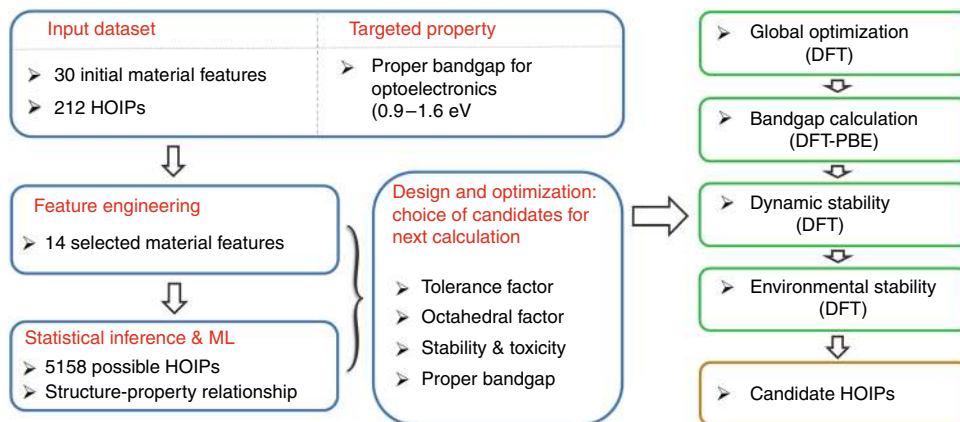 Input dataset
➢ 30 initial material features
➢ 212 HOIPs
Targeted property
➢ Proper bandgap for
optoelectronics
(0.9–1.6 eV
Feature engineering
➢ 14 selected material features
Statistical inference & ML
➢ 5158 possible HOIPs
➢ Structure-property relationship
Design and optimization:
choice of candidates for
next calculation
➢ Tolerance factor
➢ Octahedral factor
➢ Stability & toxicity
➢ Proper bandgap
➢ Global optimization
(DFT)
➢ Bandgap calculation
(DFT-PBE)
➢ Dynamic stability
(DFT)
➢ Environmental stability
(DFT)
➢ Candidate HOIPs